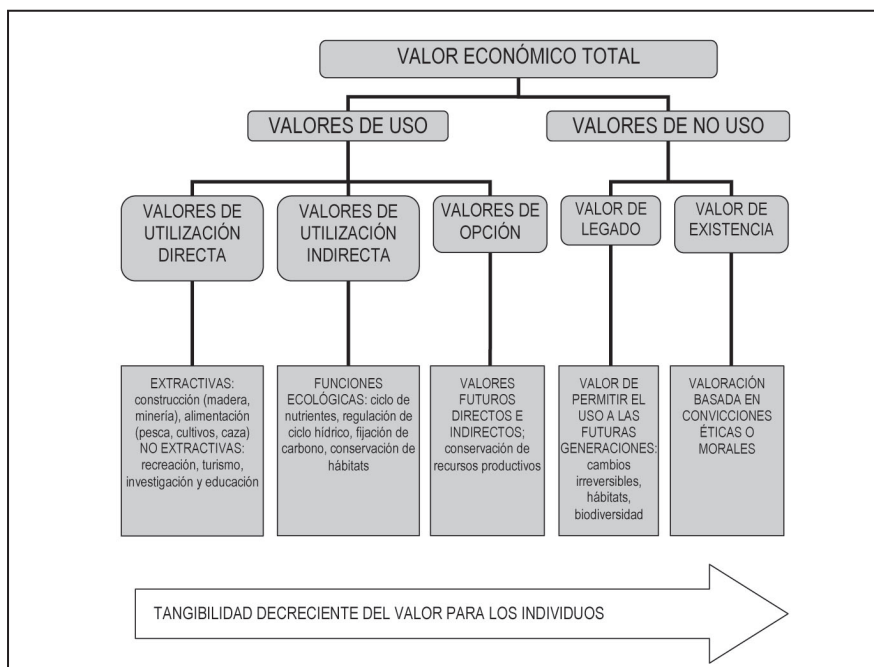 VALOR ECONÓMICO TOTAL
VALORES DE USO
VALORES DE NO USO
VALORES DE
UTILIZACIÓN
DIRECTA
VALORES DE
UTILIZACIÓN
INDIRECTA
VALORES DE
OPCIÓN
VALOR DE
LEGADO
VALOR DE
EXISTENCIA
EXTRACTIVAS:
construcción (madera,
minería), alimentación
(pesca, cultivos, caza)
NO EXTRACTIVAS:
recreación, turismo,
investigación y educación
FUNCIONES
ECOLÓGICAS: ciclo de
nutrientes, regulación de
ciclo hídrico, fijación de
carbono, conservación de
hábitats
VALORES
FUTUROS
DIRECTOS E
INDIRECTOS;
conservación de
recursos productivos
VALOR DE
PERMITIR EL
USO A LAS
FUTURAS
GENERACIONES:
cambios
irreversibles,
hábitats,
biodiversidad
VALORACIÓN
BASADA EN
CONVICCIONES
ÉTICAS O
MORALES
TANGIBILIDAD DECRECIENTE DEL VALOR PARA LOS INDIVIDUOS